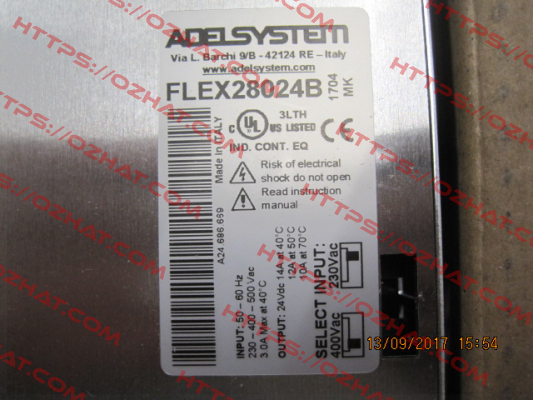 ADELSYSTEM
Via L. Barchi 9/B - 42124 RE - Italy
www.adelsystem.com
FLEX28024B
1704
MK
Made in ITALY
A24.686.669
C UL US LISTED CE
3LTH
IND. CONT. EQ
Risk of electrical
shock do not open
Read instruction
manual
INPUT: 50 – 60 Hz
230 – 400 – 500 Vac
3.0A Max at 40°C
OUTPUT: 24Vdc 14A at 40°C
12A at 50°C
10A at 70°C
SELECT INPUT:
400Vac 230Vac
13/09/2017 15:54
HTTPS://OZHAT.COM